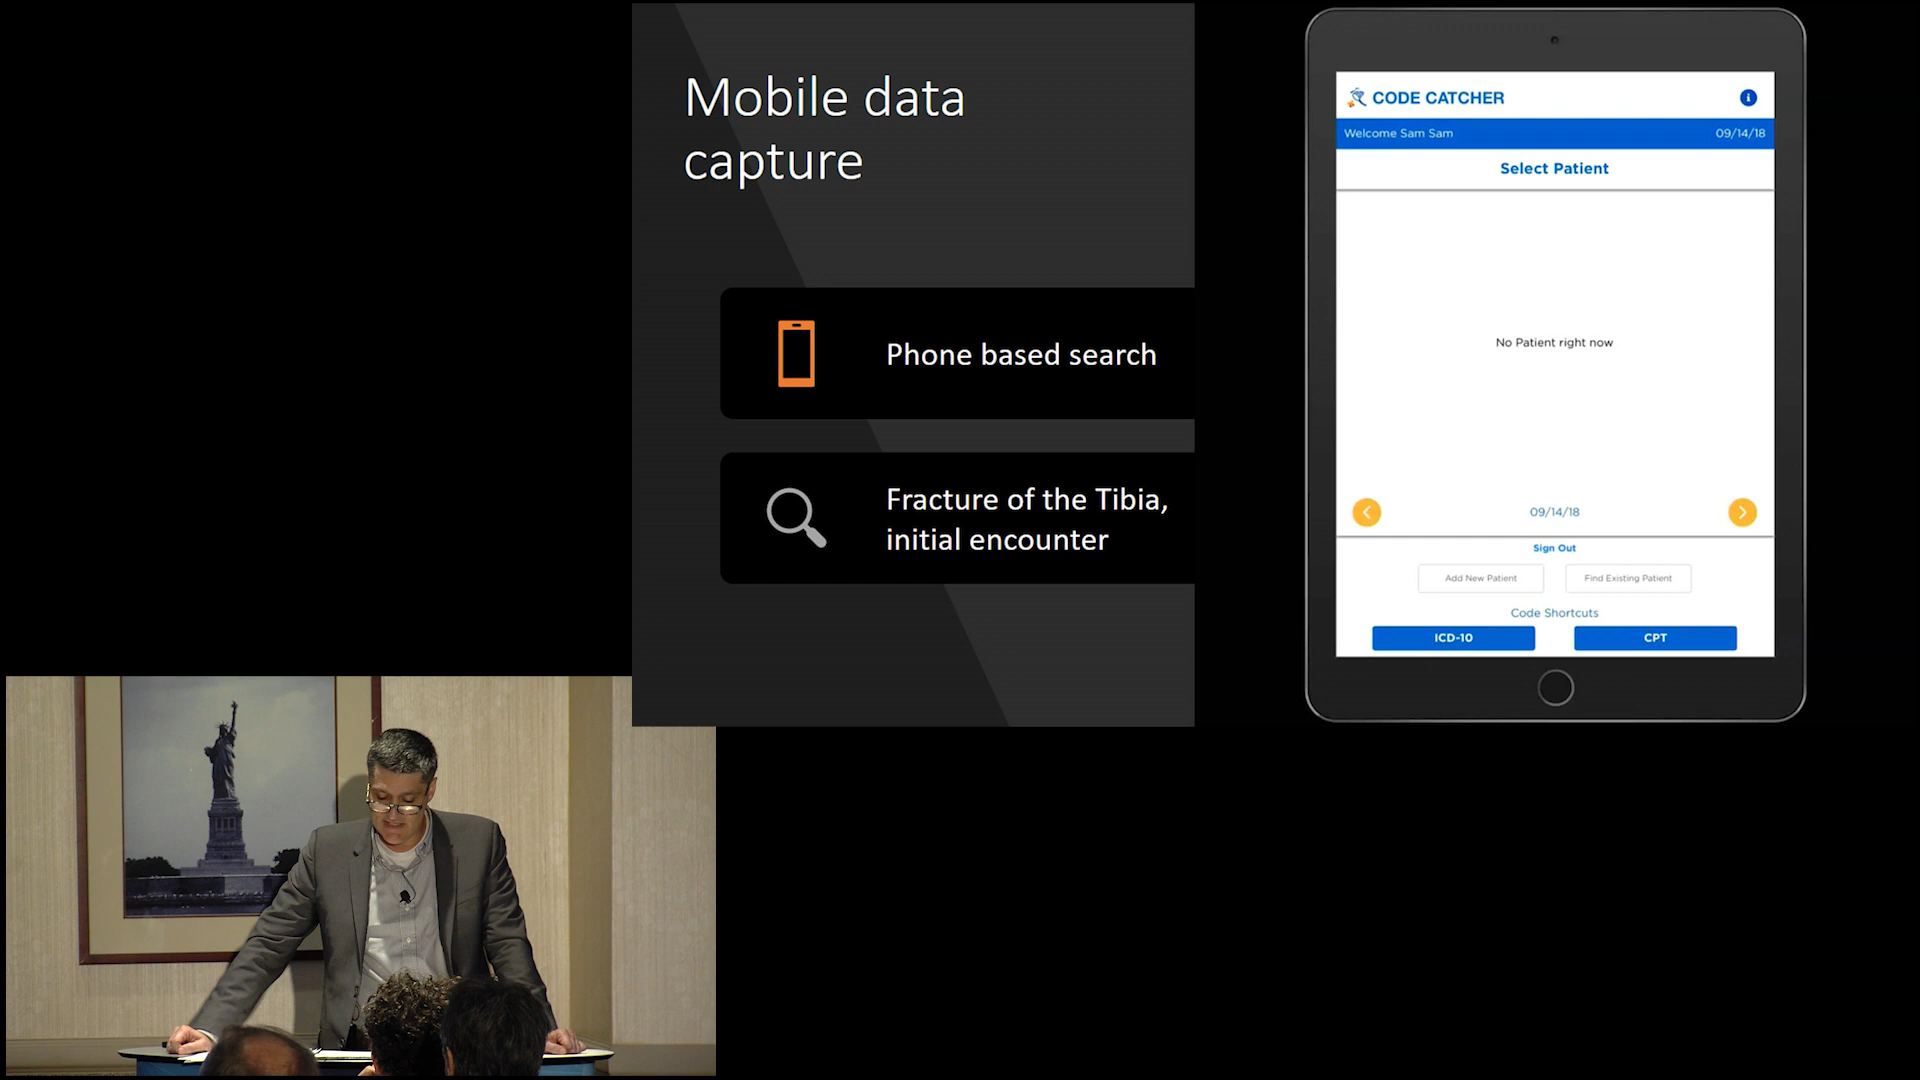 Mobile data
capture
Phone based search
Fracture of the Tibia,
initial encounter
CODE CATCHER
i
Welcome Sam Sam
09/14/18
Select Patient
No Patient right now
09/14/18
Sign Out
Add New Patient
Find Existing Patient
Code Shortcuts
ICD-10
CPT